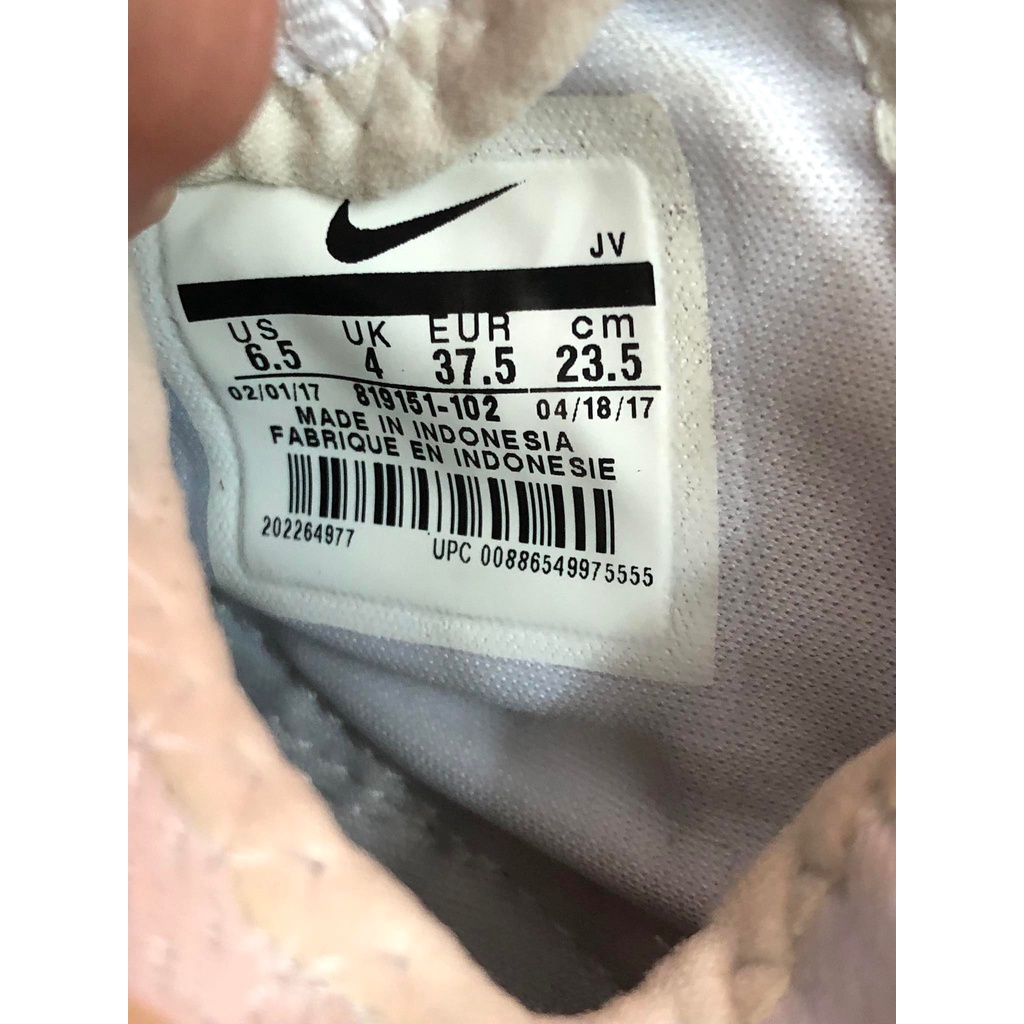 JV
US UK EUR cm
6.5 4 37.5 23.5
02/01/17 819151-102 04/18/17
MADE IN INDONESIA
FABRIQUE EN INDONESIE
202264977
UPC 00886549975555